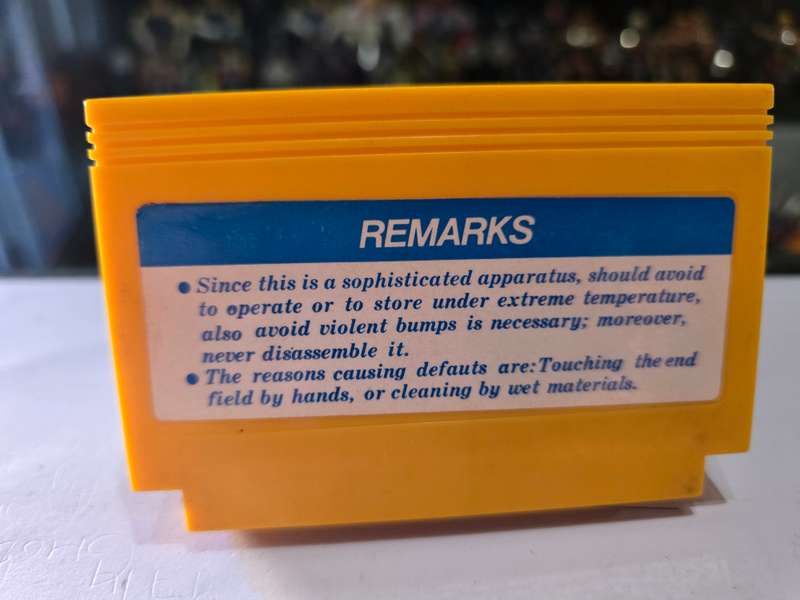 REMARKS
● Since this is a sophisticated apparatus, should avoid
to operate or to store under extreme temperature,
also avoid violent bumps is necessary; moreover,
never disassemble it.
● The reasons causing defauts are: Touching the end
field by hands, or cleaning by wet materials.